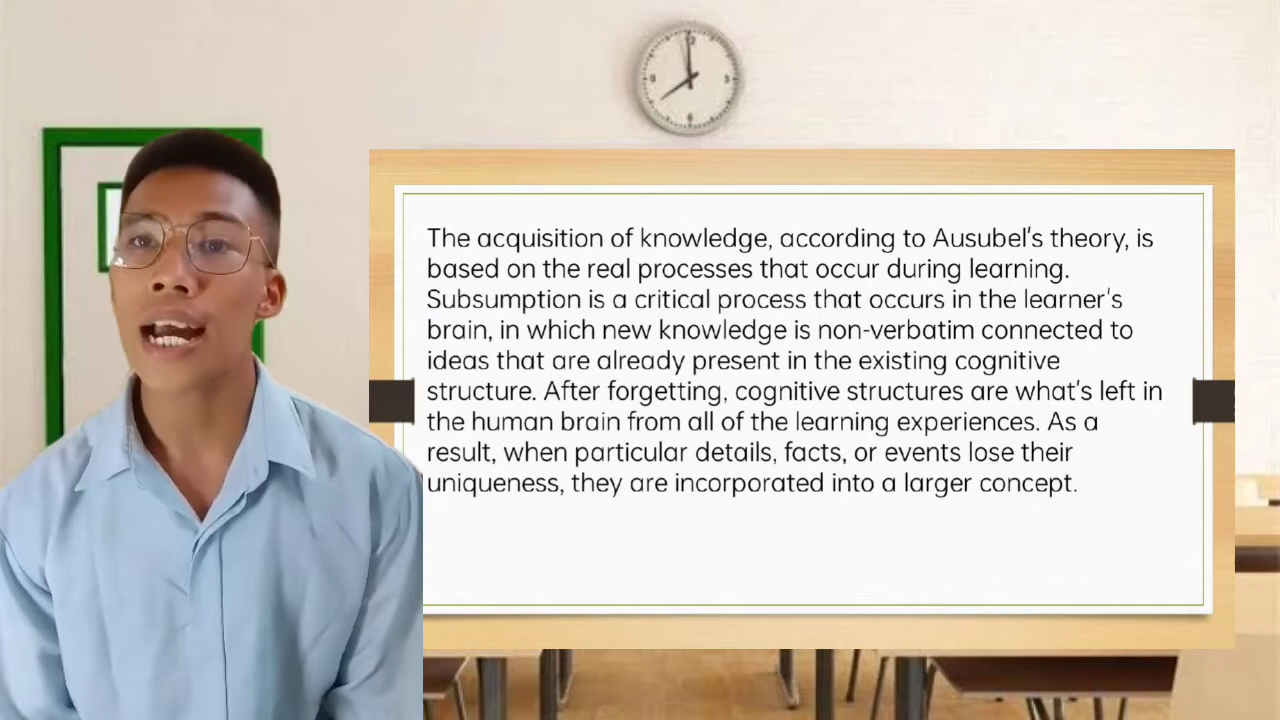 The acquisition of knowledge, according to Ausubel's theory, is
based on the real processes that occur during learning.
Subsumption is a critical process that occurs in the learner's
brain, in which new knowledge is non-verbatim connected to
ideas that are already present in the existing cognitive
structure. After forgetting, cognitive structures are what's left in
the human brain from all of the learning experiences. As a
result, when particular details, facts, or events lose their
uniqueness, they are incorporated into a larger concept.